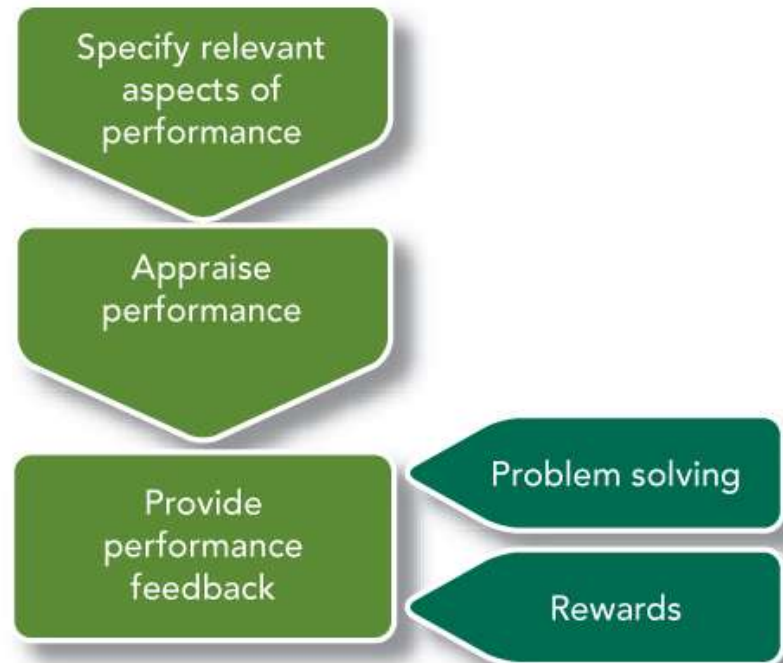 Specify relevant
aspects of
performance
Appraise
performance
Provide
performance
feedback
Problem solving
Rewards